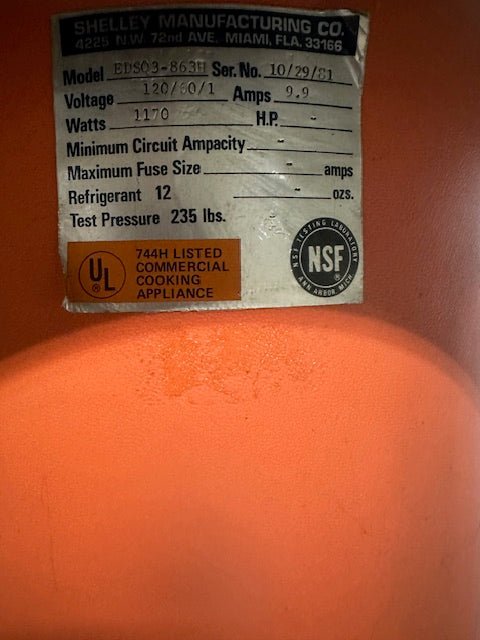 SHELLEY MANUFACTURING CO.
4225 N.W. 72nd AVE. MIAMI, FLA. 33166
Model EDS03-863H Ser. No. 10/29/81
Voltage 120/60/1 Amps 9.9
Watts 1170 H.P. -
Minimum Circuit Ampacity -
Maximum Fuse Size - amps
Refrigerant 12 - ozs.
Test Pressure 235 lbs.
UL
®
744H LISTED
COMMERCIAL
COOKING
APPLIANCE
NSF TESTING LABORATORY
NSF
®
ANN ARBOR, MICH.